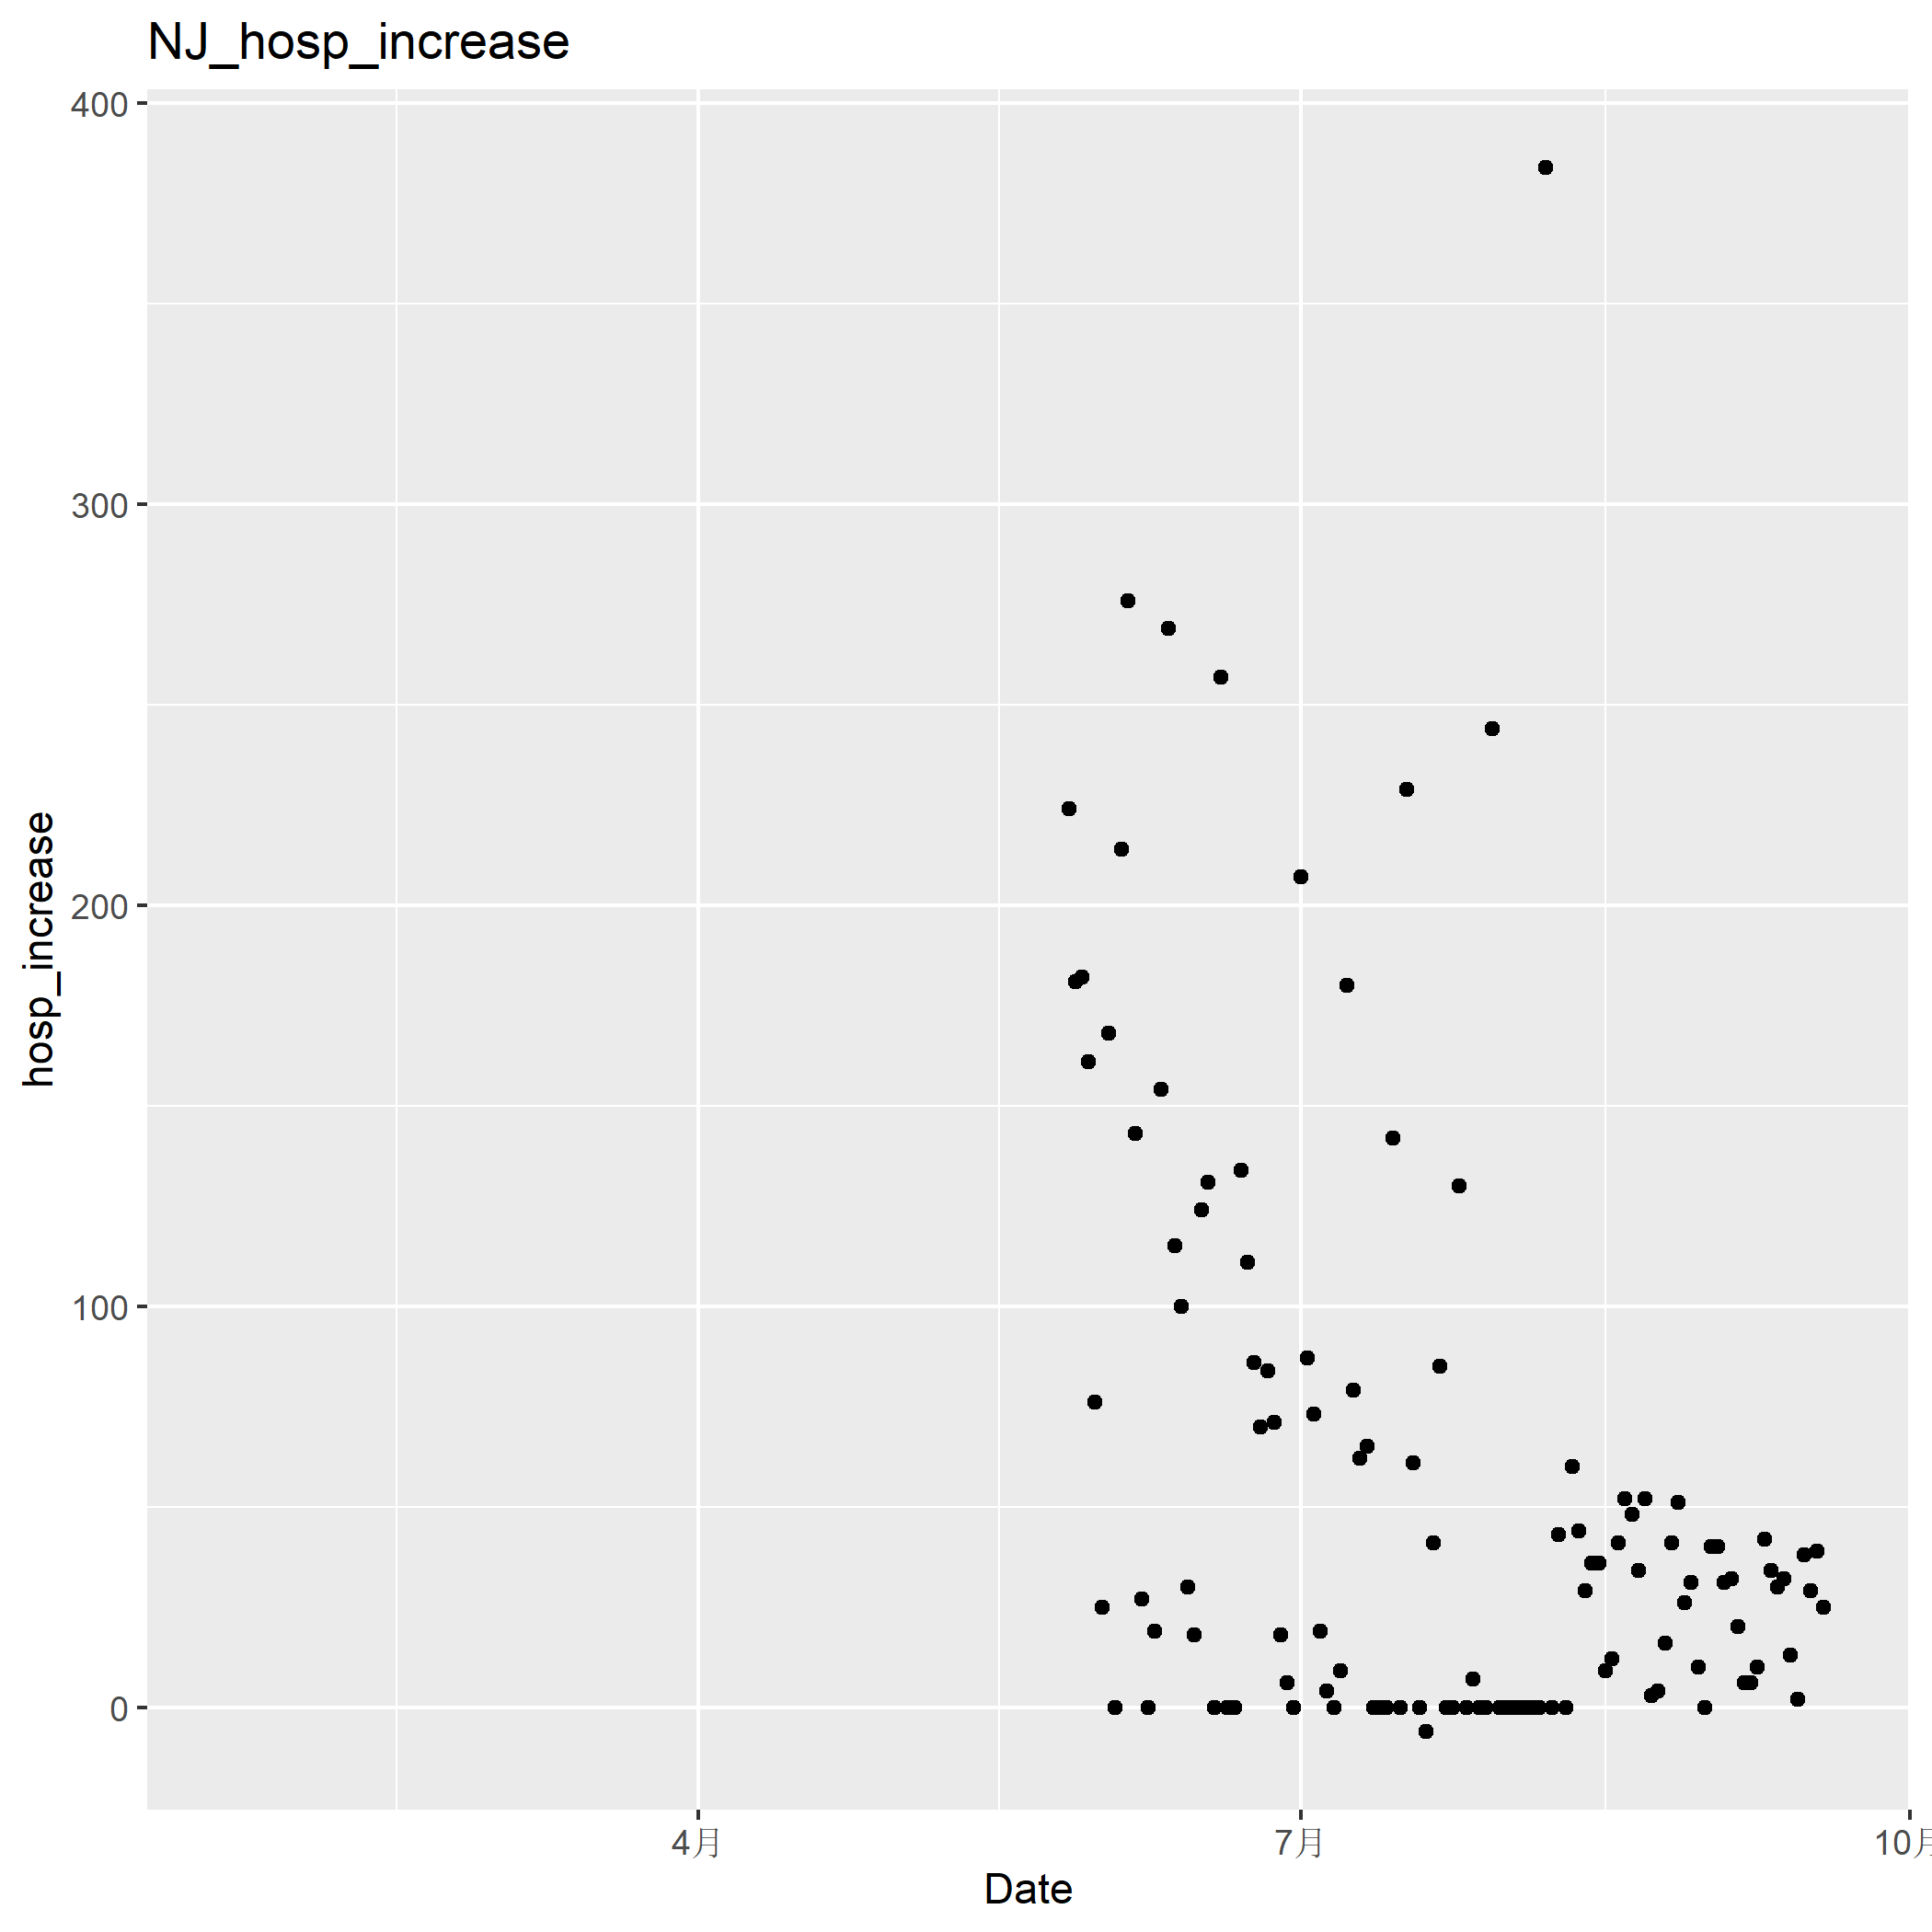 NJ_hosp_increase
400
300
200
100
0
hosp_increase
4月
7月
10月
Date